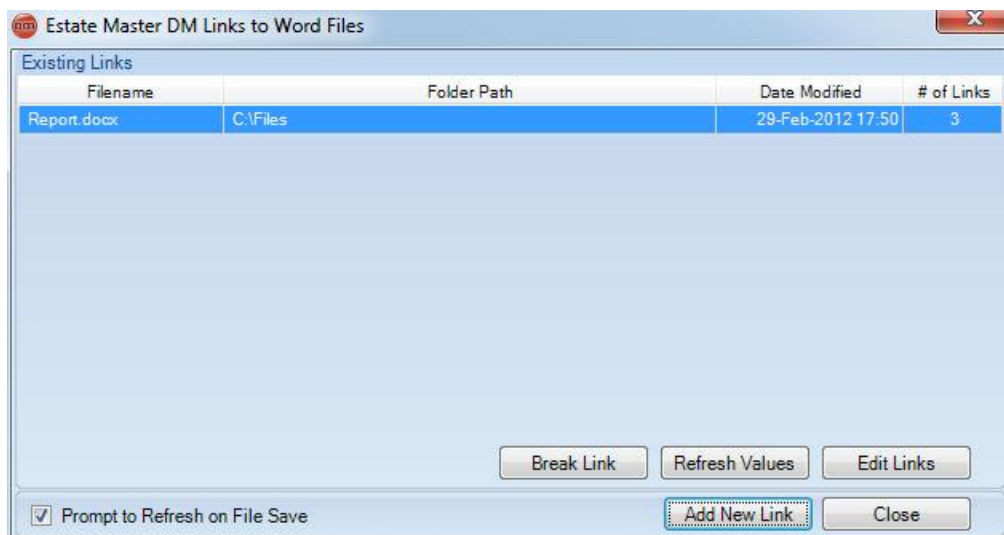 Estate Master DM Links to Word Files
Existing Links
Filename Folder Path Date Modified # of Links
Report.docx C:\Files 29-Feb-2012 17:50 3
Break Link Refresh Values Edit Links
Prompt to Refresh on File Save Add New Link Close